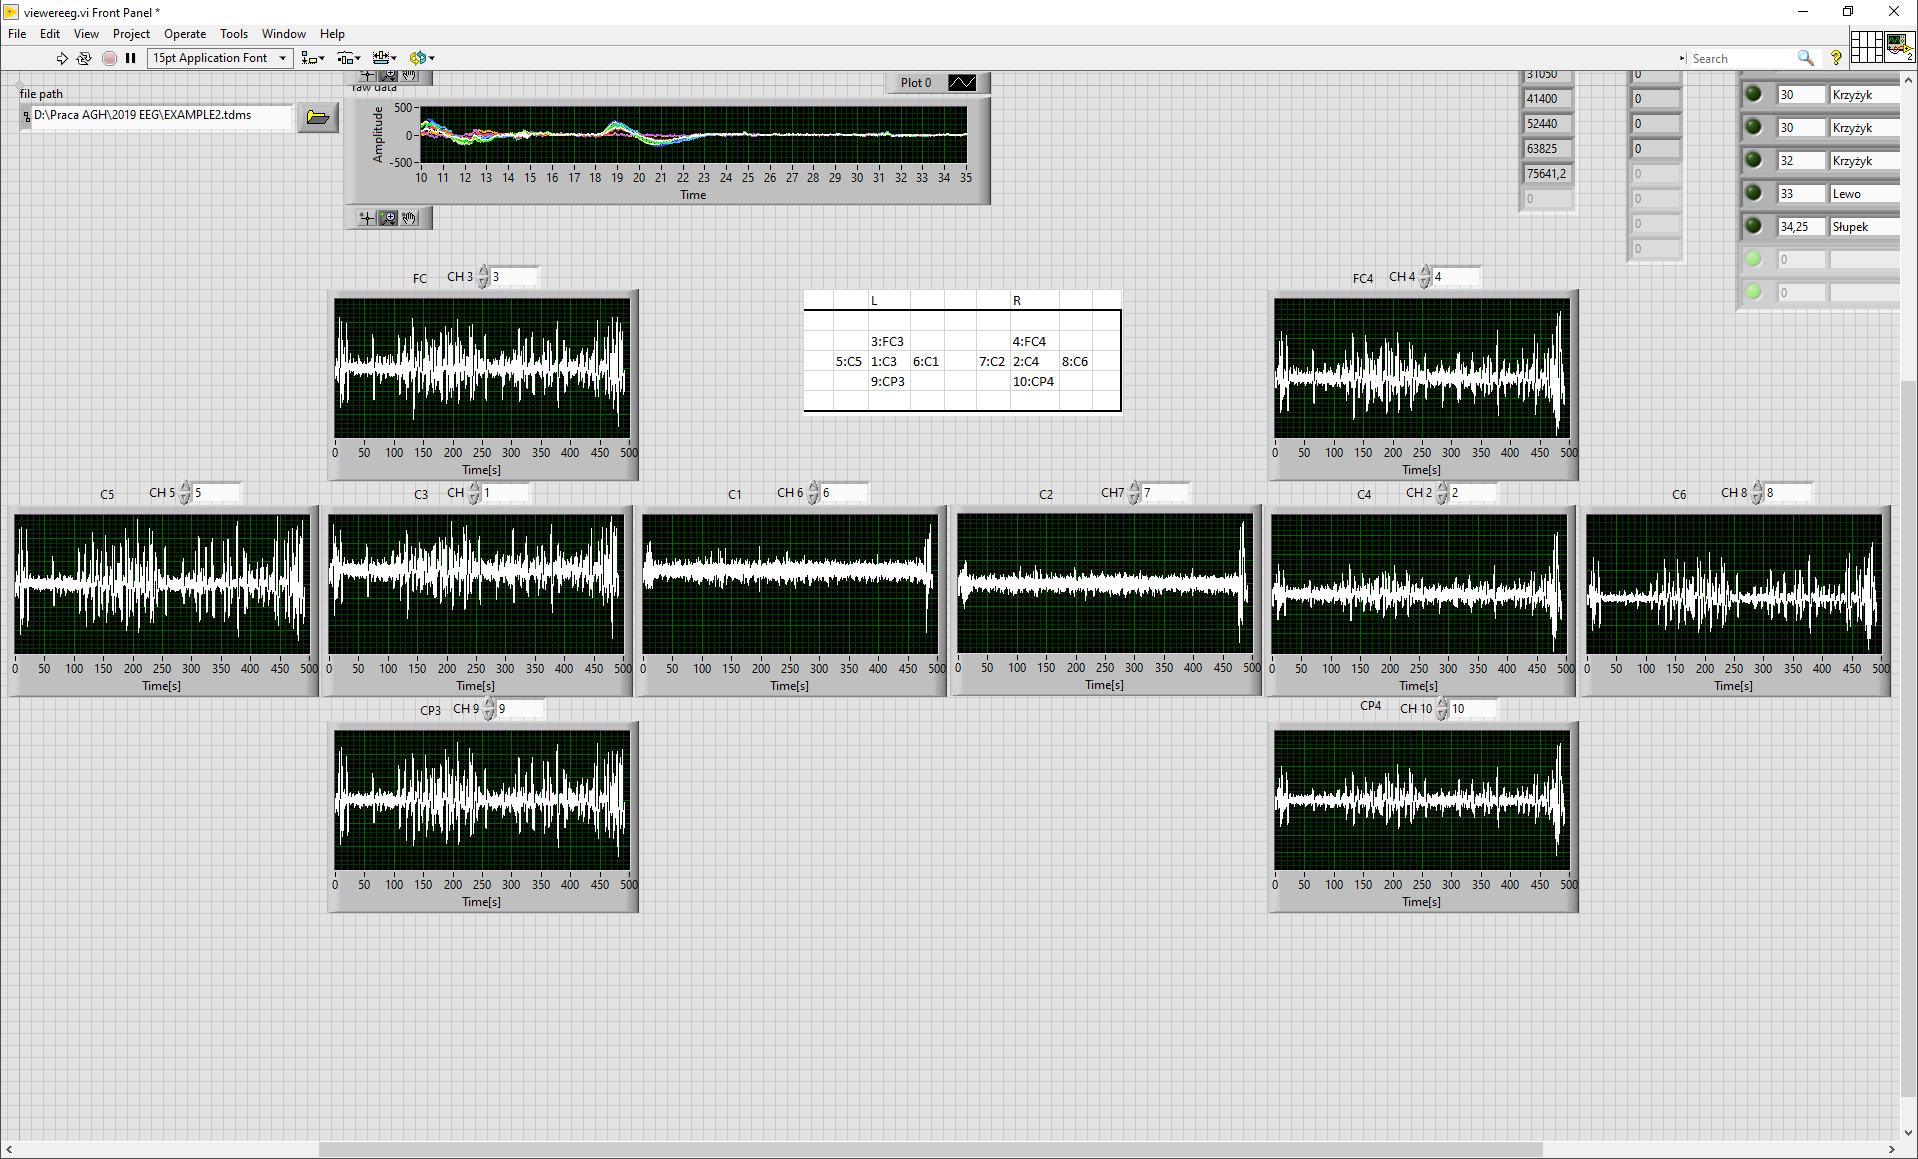 viewereeg.vi Front Panel *
File Edit View Project Operate Tools Window Help
15pt Application Font
Search
2
file path
D:\Praca AGH\2019 EEG\EXAMPLE2.tdms
raw data
Plot 0
Amplitude
500
0
-500
10 11 12 13 14 15 16 17 18 19 20 21 22 23 24 25 26 27 28 29 30 31 32 33 34 35
Time
31050 0
41400 0
52440 0
63825 0
75641,2 0
0 0
0
0
30 Krzyżyk
30 Krzyżyk
32 Krzyżyk
33 Lewo
34,25 Słupek
0
0
FC CH 3 3
0 50 100 150 200 250 300 350 400 450 500
Time[s]
L R
3:FC3 4:FC4
5:C5 1:C3 6:C1 7:C2 2:C4 8:C6
9:CP3 10:CP4
FC4 CH 4 4
0 50 100 150 200 250 300 350 400 450 500
Time[s]
C5 CH 5 5
0 50 100 150 200 250 300 350 400 450 500
Time[s]
C3 CH 1
0 50 100 150 200 250 300 350 400 450 500
Time[s]
C1 CH 6 6
0 50 100 150 200 250 300 350 400 450 500
Time[s]
C2 CH7 7
0 50 100 150 200 250 300 350 400 450 500
Time[s]
C4 CH 2 2
0 50 100 150 200 250 300 350 400 450 500
Time[s]
C6 CH 8 8
0 50 100 150 200 250 300 350 400 450 500
Time[s]
CP3 CH 9 9
0 50 100 150 200 250 300 350 400 450 500
Time[s]
CP4 CH 10 10
0 50 100 150 200 250 300 350 400 450 500
Time[s]